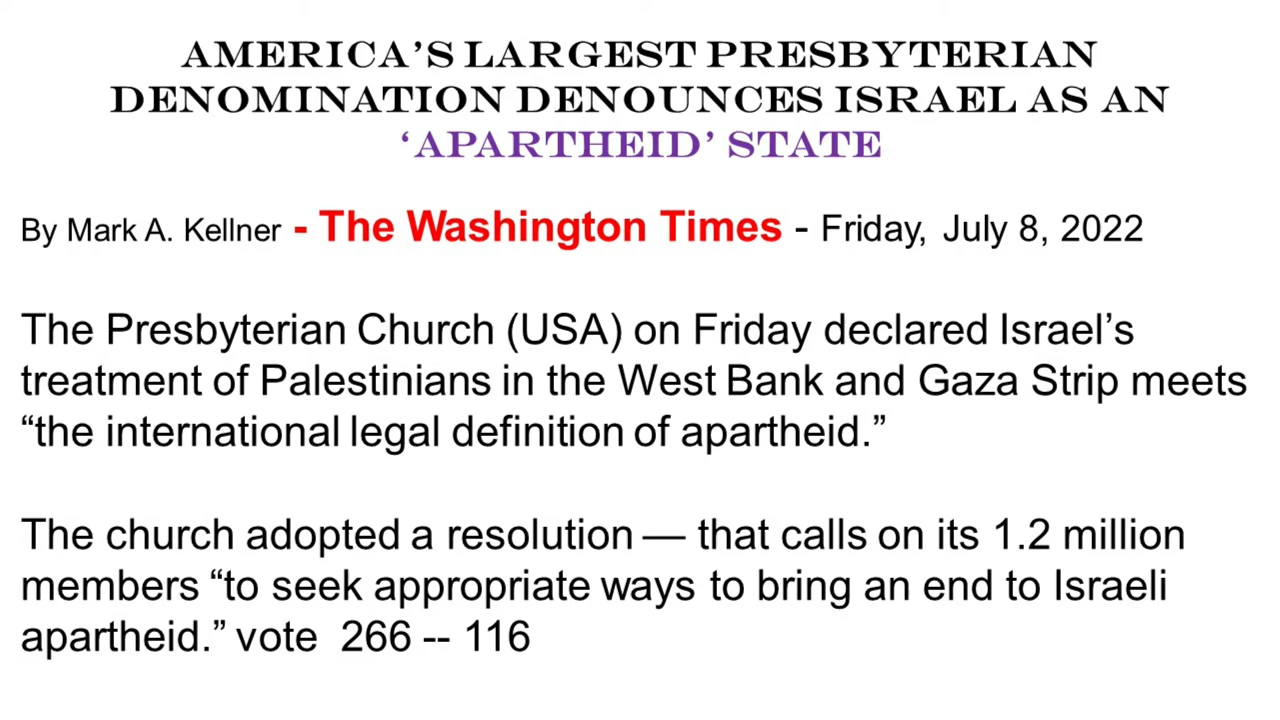 AMERICA’S LARGEST PRESBYTERIAN
DENOMINATION DENOUNCES ISRAEL AS AN
‘APARTHEID’ STATE
By Mark A. Kellner - The Washington Times - Friday, July 8, 2022
The Presbyterian Church (USA) on Friday declared Israel’s
treatment of Palestinians in the West Bank and Gaza Strip meets
“the international legal definition of apartheid.”
The church adopted a resolution — that calls on its 1.2 million
members “to seek appropriate ways to bring an end to Israeli
apartheid.” vote 266 -- 116